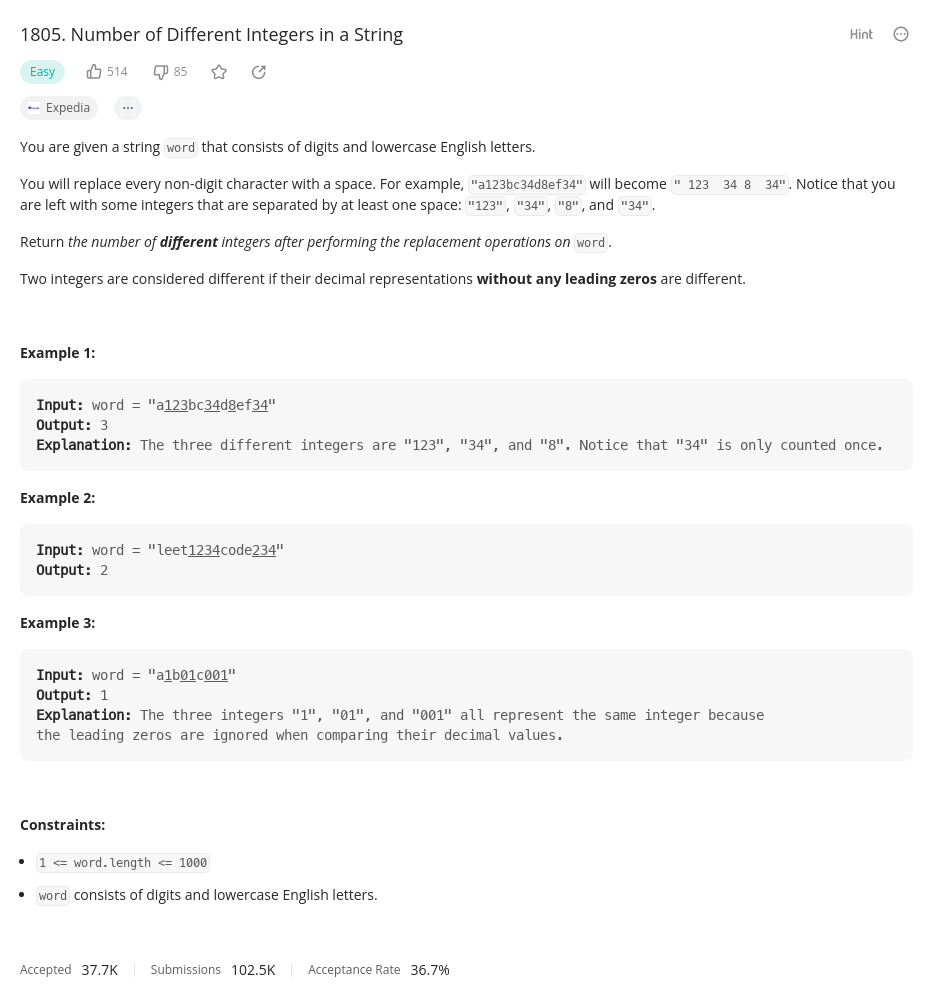 1805. Number of Different Integers in a String
Hint
Easy 514 85
Expedia ...
You are given a string word that consists of digits and lowercase English letters.
You will replace every non-digit character with a space. For example, "a123bc34d8ef34" will become " 123  34 8  34". Notice that you
are left with some integers that are separated by at least one space: "123", "34", "8", and "34".
Return the number of different integers after performing the replacement operations on word.
Two integers are considered different if their decimal representations without any leading zeros are different.
Example 1:
Input: word = "a123bc34d8ef34"
Output: 3
Explanation: The three different integers are "123", "34", and "8". Notice that "34" is only counted once.
Example 2:
Input: word = "leet1234code234"
Output: 2
Example 3:
Input: word = "a1b01c001"
Output: 1
Explanation: The three integers "1", "01", and "001" all represent the same integer because
the leading zeros are ignored when comparing their decimal values.
Constraints:
• 1 <= word.length <= 1000
• word consists of digits and lowercase English letters.
Accepted 37.7K Submissions 102.5K Acceptance Rate 36.7%